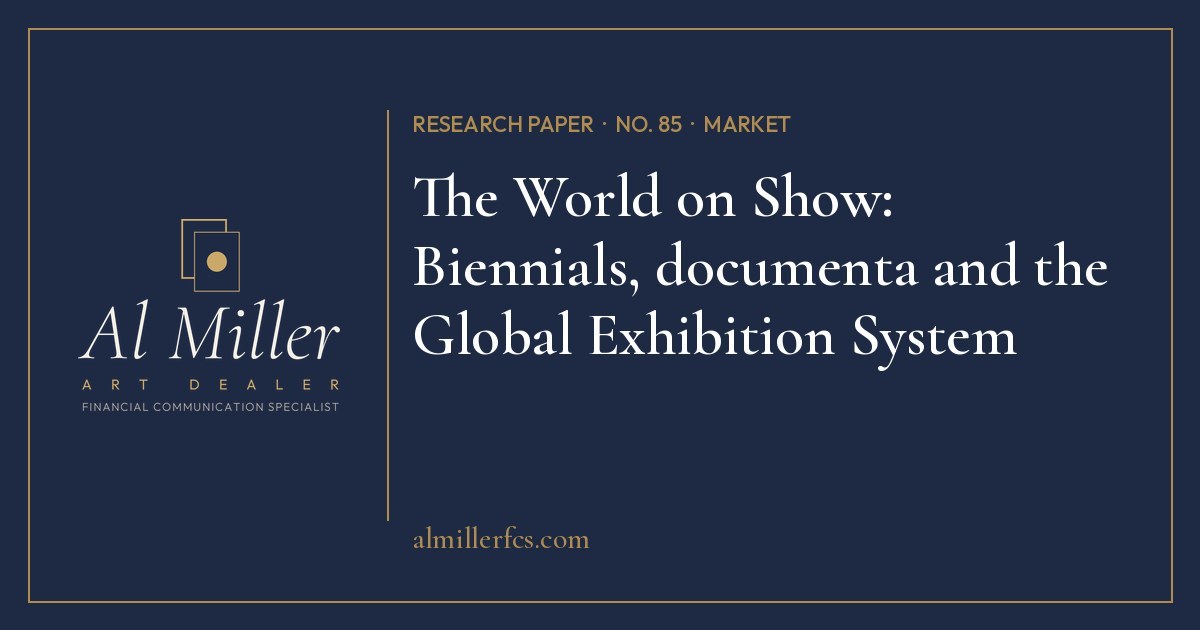 Al Miller
ART DEALER
FINANCIAL COMMUNICATION SPECIALIST
RESEARCH PAPER · NO. 85 · MARKET
The World on Show:
Biennials, documenta and the
Global Exhibition System
almillerfcs.com